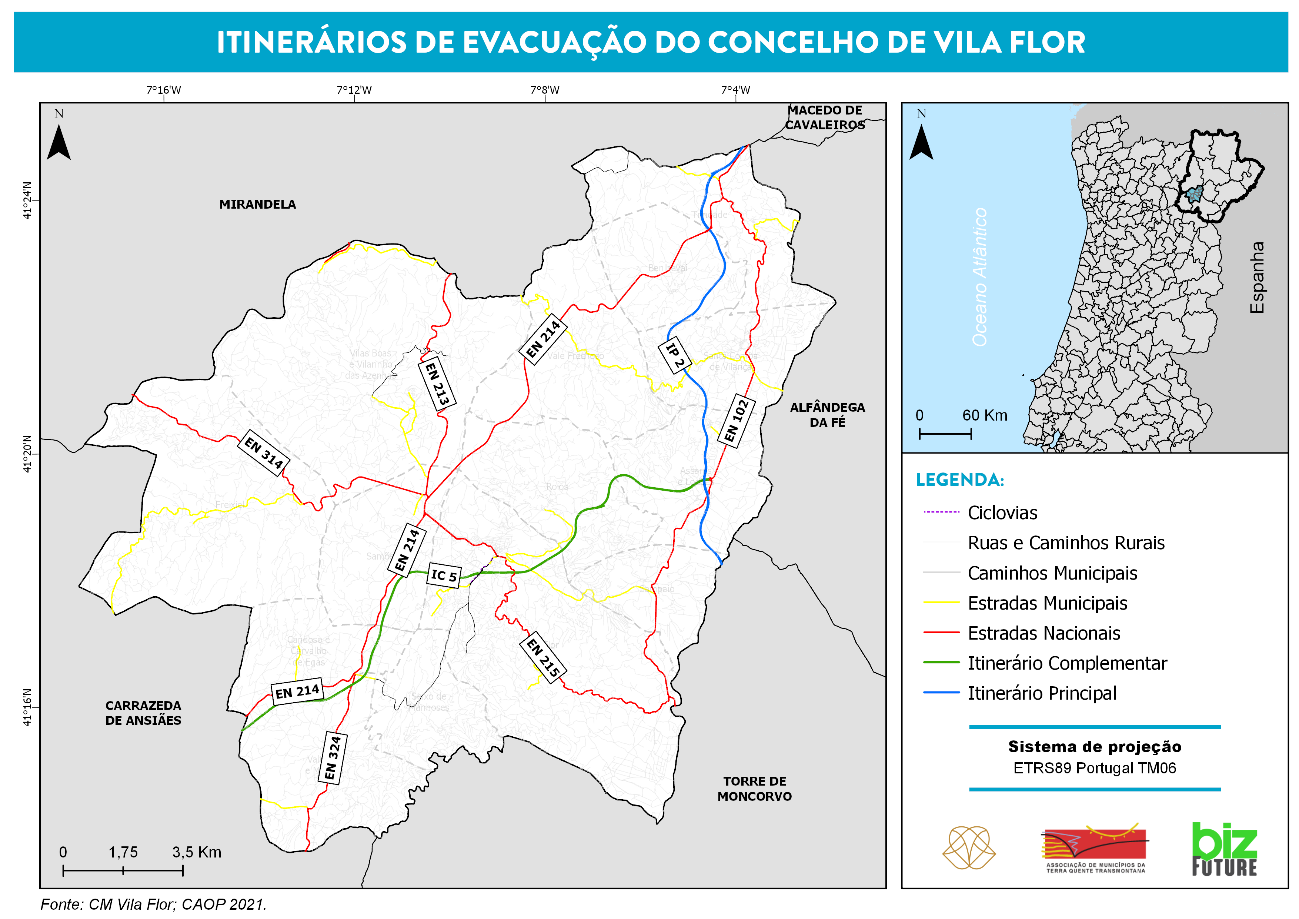 ITINERÁRIOS DE EVACUAÇÃO DO CONCELHO DE VILA FLOR
7°16'W
7°12'W
7°8'W
7°4'W
41°24'N
41°20'N
41°16'N
N
MACEDO DE
CAVALEIROS
MIRANDELA
ALFÂNDEGA
DA FÉ
CARRAZEDA
DE ANSIÃES
TORRE DE
MONCORVO
EN 214
IP 2
EN 213
EN 102
EN 314
EN 214
IC 5
EN 215
EN 214
EN 324
Vale Frechoso
Roios
0
1,75
3,5 Km
Fonte: CM Vila Flor; CAOP 2021.
N
Oceano Atlântico
Espanha
0
60 Km
LEGENDA:
Ciclovias
Ruas e Caminhos Rurais
Caminhos Municipais
Estradas Municipais
Estradas Nacionais
Itinerário Complementar
Itinerário Principal
Sistema de projeção
ETRS89 Portugal TM06
ASSOCIAÇÃO DE MUNICÍPIOS DA
TERRA QUENTE TRANSMONTANA
biz
FUTURE